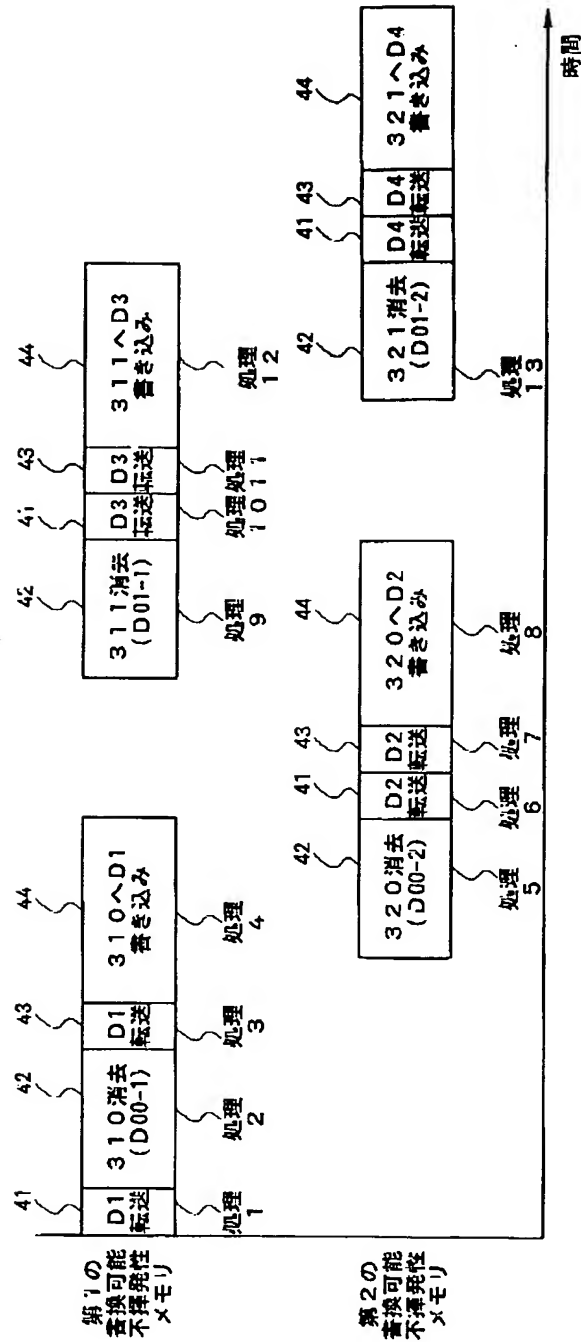 第1の
書換可能
不揮発性
メモリ
41
D1
転送
処理
1
42
310消去
(D00-1)
処理
2
43
D1
転送
処理
3
44
310へD1
書き込み
処理
4
42
311消去
(D01-1)
処理
9
41
D3
転送
処理
10
43
D3
転送
処理
11
44
311へD3
書き込み
処理
12
第2の
書換可能
不揮発性
メモリ
42
320消去
(D00-2)
処理
5
41
D2
転送
処理
6
43
D2
転送
処理
7
44
320へD2
書き込み
処理
8
42
321消去
(D01-2)
処理
13
41
D4
転送
43
D4
転送
44
321へD4
書き込み
時間